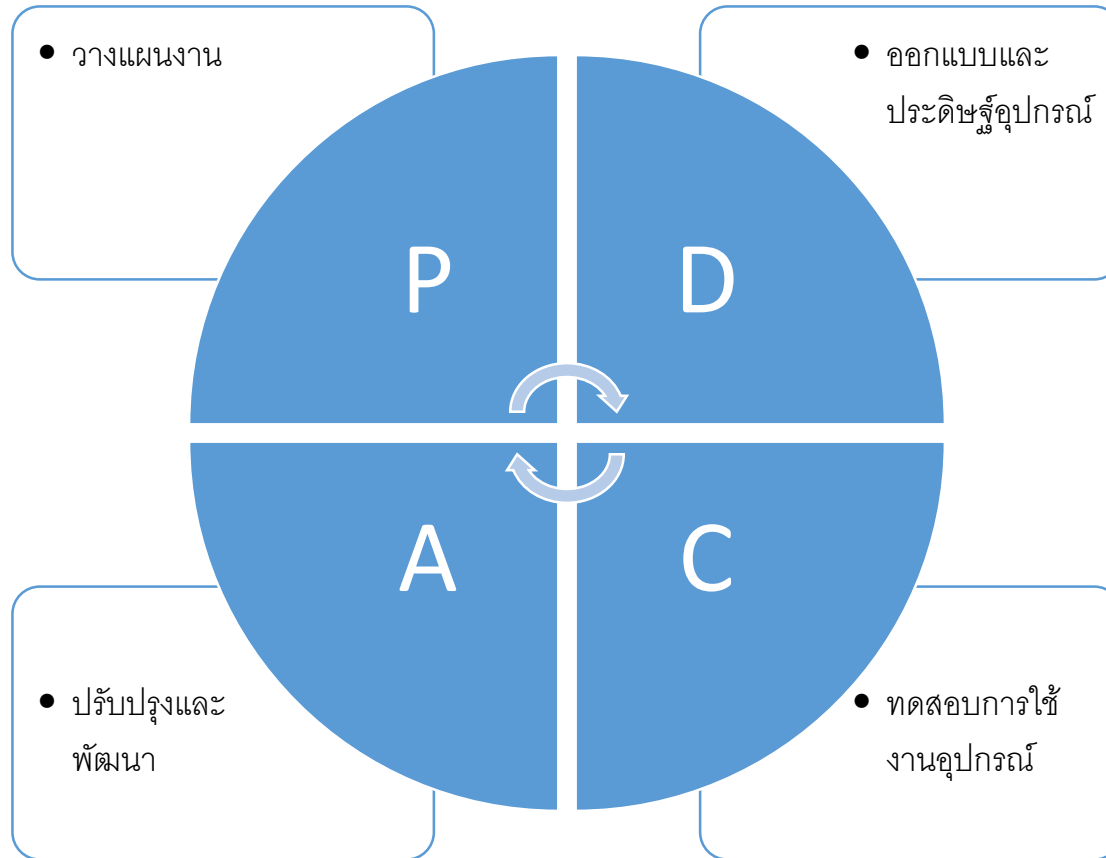 • วางแผนงาน
• ออกแบบและ
ประดิษฐ์อุปกรณ์
P
D
A
C
• ปรับปรุงและ
พัฒนา
• ทดสอบการใช้
งานอุปกรณ์